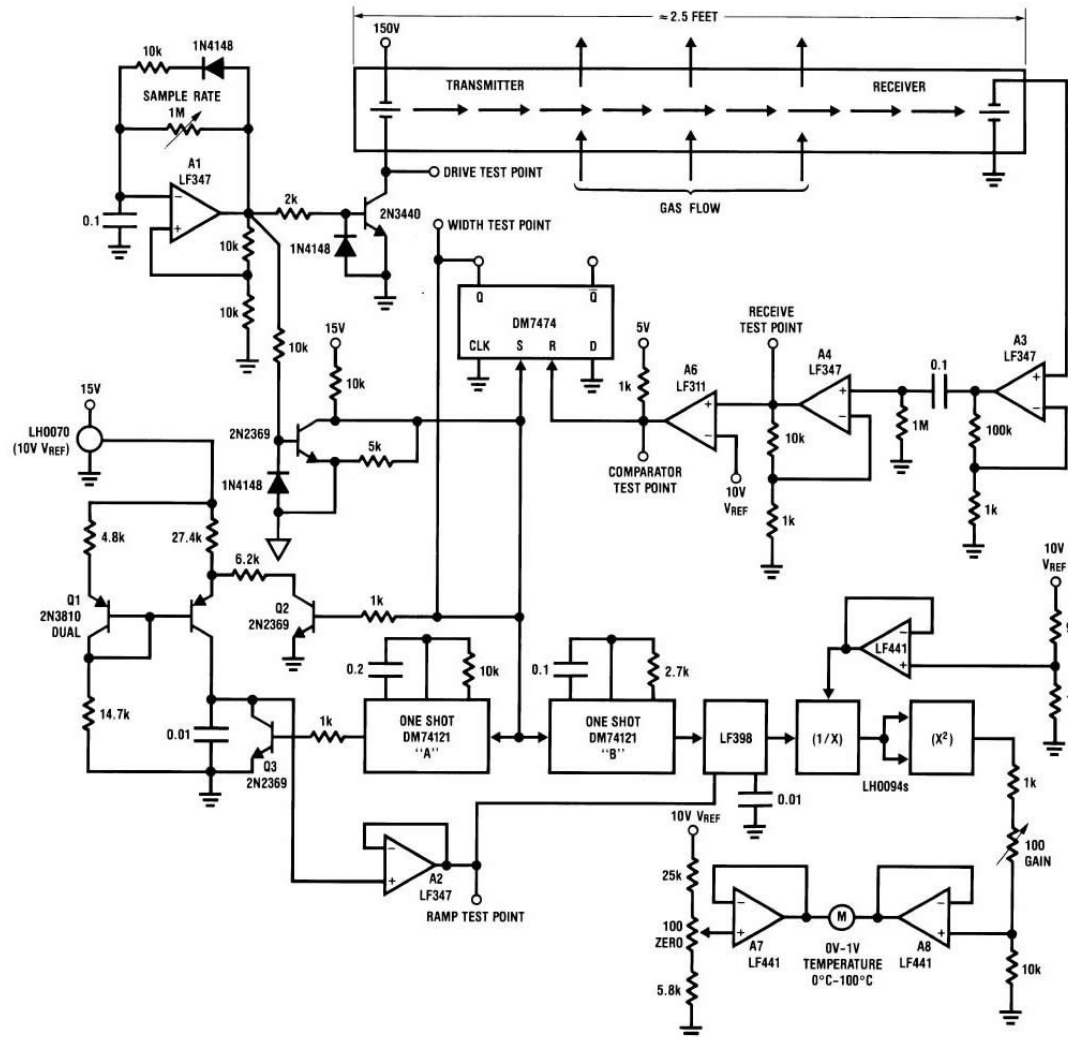 ≈ 2.5 FEET
150V
10k
1N4148
SAMPLE RATE
1M
TRANSMITTER
RECEIVER
A1
LF347
−
+
0.1
2k
DRIVE TEST POINT
2N3440
GAS FLOW
1N4148
10k
10k
WIDTH TEST POINT
Q
Q̅
DM7474
CLK
S
R
D
10k
15V
10k
2N2369
5k
1N4148
5V
1k
A6
LF311
+
−
COMPARATOR
TEST POINT
10V
VREF
RECEIVE
TEST POINT
A4
LF347
+
−
10k
1k
1M
0.1
A3
LF347
+
−
100k
1k
15V
LH0070
(10V VREF)
4.8k
27.4k
6.2k
Q1
2N3810
DUAL
Q2
2N2369
1k
14.7k
0.01
Q3
2N2369
1k
0.2
10k
ONE SHOT
DM74121
"A"
0.1
2.7k
ONE SHOT
DM74121
"B"
LF398
0.01
10V
VREF
LF441
−
+
(1/X)
(X²)
LH0094s
1k
100
GAIN
10k
−
+
A2
LF347
RAMP TEST POINT
10V VREF
25k
100
ZERO
5.8k
−
+
A7
LF441
M
0V–1V
TEMPERATURE
0°C–100°C
−
+
A8
LF441